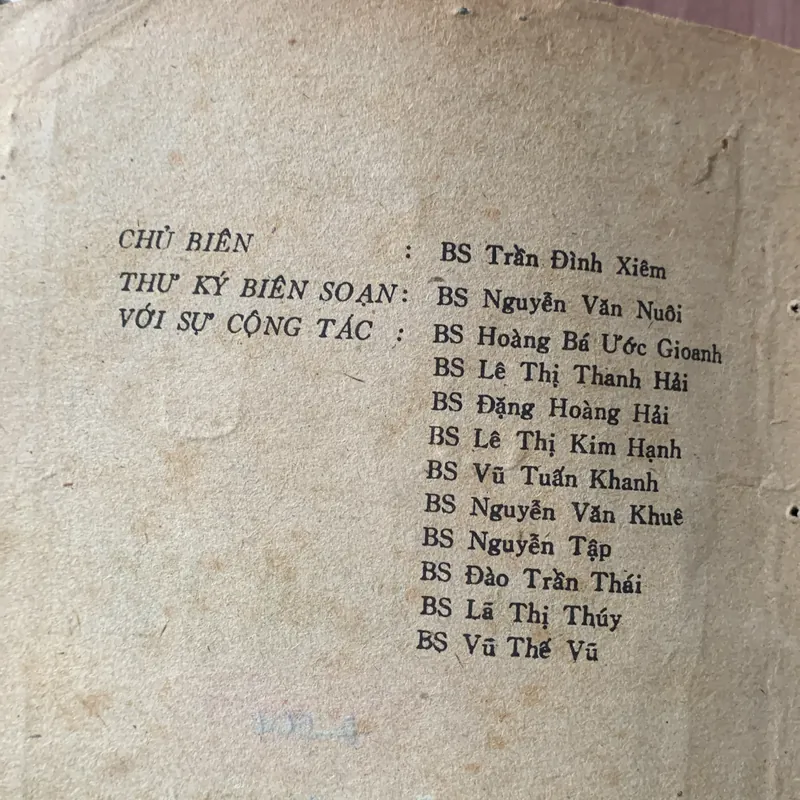 CHỦ BIÊN : BS Trần Đình Xiêm
THƯ KÝ BIÊN SOẠN: BS Nguyễn Văn Nuôi
VỚI SỰ CỘNG TÁC : BS Hoàng Bá Ước Gioanh
BS Lê Thị Thanh Hải
BS Đặng Hoàng Hải
BS Lê Thị Kim Hạnh
BS Vũ Tuấn Khanh
BS Nguyễn Văn Khuê
BS Nguyễn Tập
BS Đào Trần Thái
BS Lã Thị Thúy
BS Vũ Thế Vũ